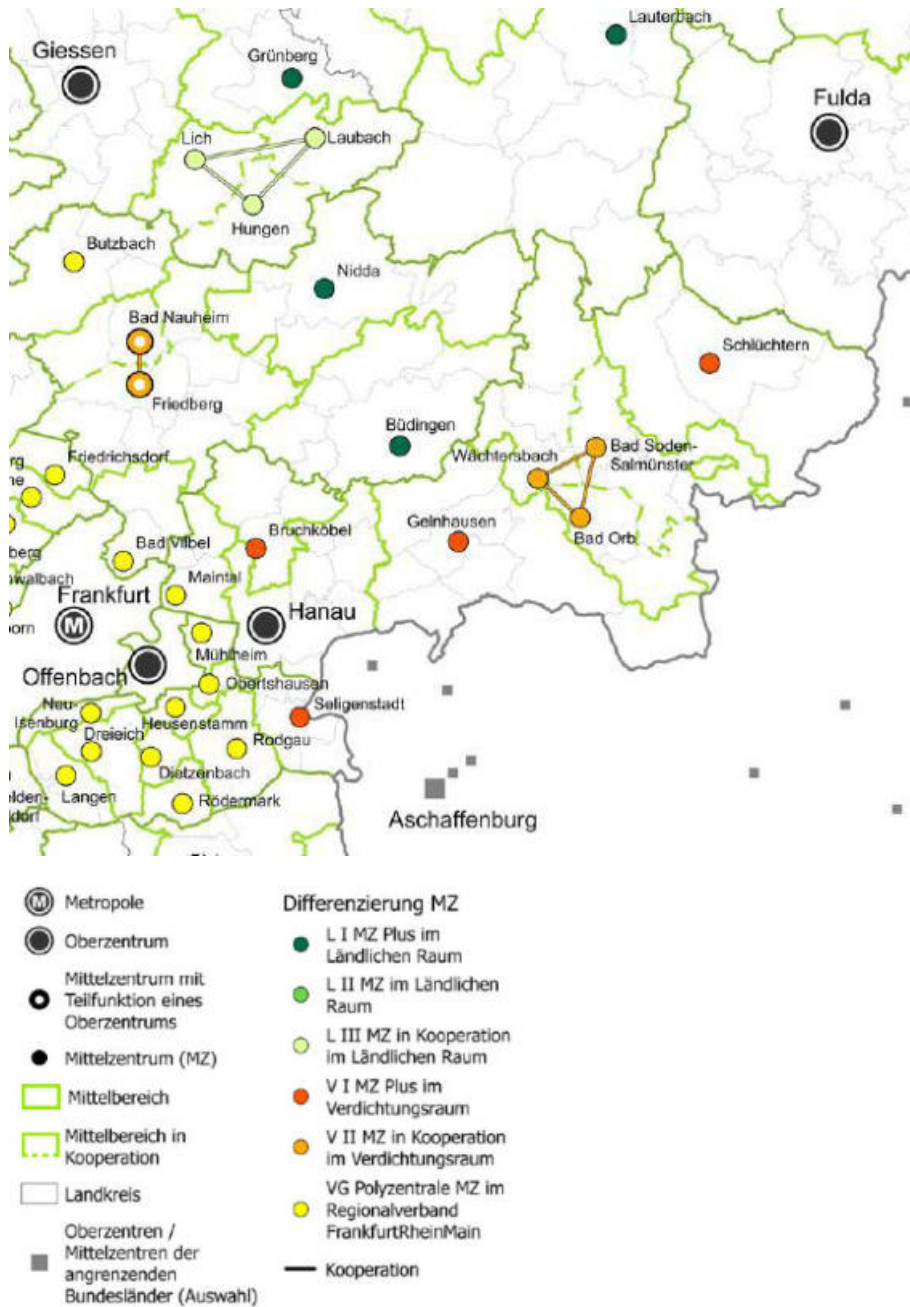 Lauterbach
Giessen
Grünberg
Fulda
Lich
Laubach
Hungen
Butzbach
Nidda
Bad Nauheim
Schlüchtern
Friedberg
Büdingen
Bad Soden-
Salmünster
Wächtersbach
Friedrichsdorf
Gelnhausen
Bad Orb
Bruchköbel
Bad Vilbel
Maintal
Frankfurt
M
Hanau
Mühlheim
Offenbach
Obertshausen
Neu-
Isenburg
Heusenstamm
Seligenstadt
Dreieich
Rodgau
Dietzenbach
Langen
Rödermark
Aschaffenburg
M
Metropole
Oberzentrum
Mittelzentrum mit
Teilfunktion eines
Oberzentrums
Mittelzentrum (MZ)
Mittelbereich
Mittelbereich in
Kooperation
Landkreis
Oberzentren /
Mittelzentren der
angrenzenden
Bundesländer (Auswahl)
Differenzierung MZ
L I MZ Plus im
Ländlichen Raum
L II MZ im Ländlichen
Raum
L III MZ in Kooperation
im Ländlichen Raum
V I MZ Plus im
Verdichtungsraum
V II MZ in Kooperation
im Verdichtungsraum
VG Polyzentrale MZ im
Regionalverband
FrankfurtRheinMain
Kooperation